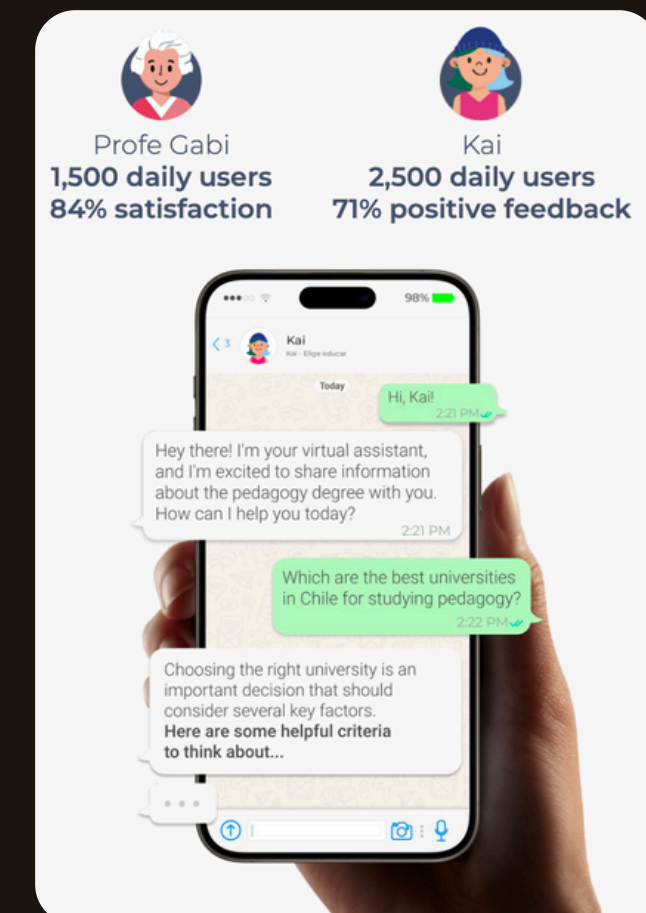 Profe Gabi
1,500 daily users
84% satisfaction
Kai
2,500 daily users
71% positive feedback
98%
3
Kai
Kai - Elige educar
Today
Hi, Kai!
2:21 PM
Hey there! I'm your virtual assistant,
and I'm excited to share information
about the pedagogy degree with you.
How can I help you today?
2:21 PM
Which are the best universities
in Chile for studying pedagogy?
2:22 PM
Choosing the right university is an
important decision that should
consider several key factors.
Here are some helpful criteria
to think about...